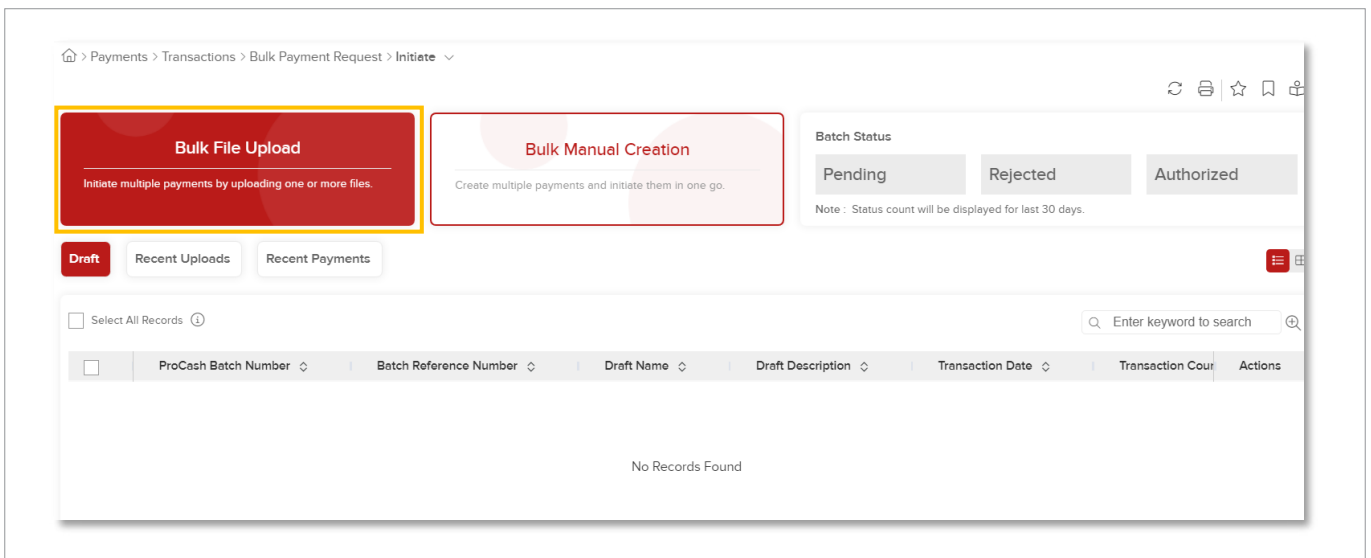 > Payments > Transactions > Bulk Payment Request > Initiate
Bulk File Upload
Initiate multiple payments by uploading one or more files.
Bulk Manual Creation
Create multiple payments and initiate them in one go.
Batch Status
Pending Rejected Authorized
Note : Status count will be displayed for last 30 days.
Draft Recent Uploads Recent Payments
Select All Records
Enter keyword to search
ProCash Batch Number Batch Reference Number Draft Name Draft Description Transaction Date Transaction Cour Actions
No Records Found